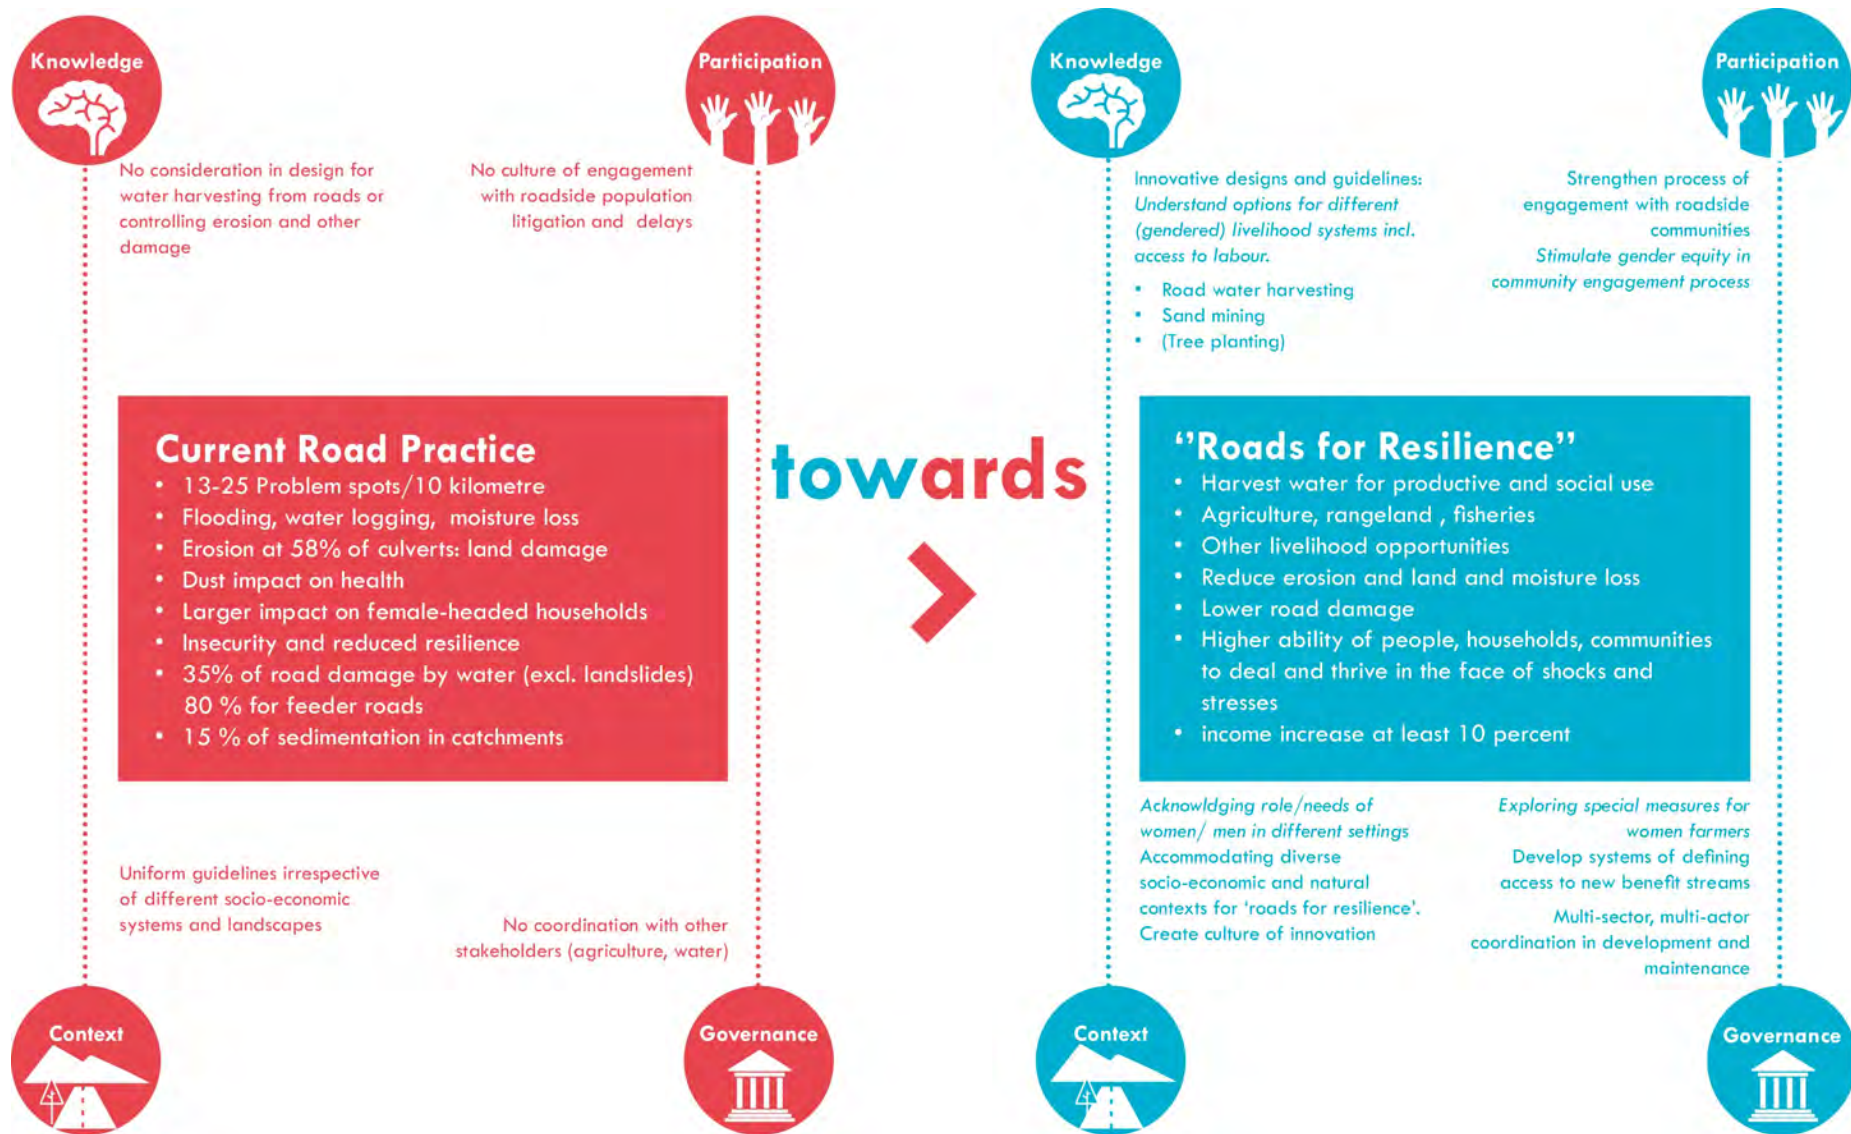 Knowledge
No consideration in design for
water harvesting from roads or
controlling erosion and other
damage
Participation
No culture of engagement
with roadside population
litigation and delays
Current Road Practice
• 13-25 Problem spots/10 kilometre
• Flooding, water logging, moisture loss
• Erosion at 58% of culverts: land damage
• Dust impact on health
• Larger impact on female-headed households
• Insecurity and reduced resilience
• 35% of road damage by water (excl. landslides)
80 % for feeder roads
• 15 % of sedimentation in catchments
Uniform guidelines irrespective
of different socio-economic
systems and landscapes
Context
No coordination with other
stakeholders (agriculture, water)
Governance
towards
Knowledge
Innovative designs and guidelines:
Understand options for different
(gendered) livelihood systems incl.
access to labour.
• Road water harvesting
• Sand mining
• (Tree planting)
Participation
Strengthen process of
engagement with roadside
communities
Stimulate gender equity in
community engagement process
‘’Roads for Resilience’’
• Harvest water for productive and social use
• Agriculture, rangeland , fisheries
• Other livelihood opportunities
• Reduce erosion and land and moisture loss
• Lower road damage
• Higher ability of people, households, communities
to deal and thrive in the face of shocks and
stresses
• income increase at least 10 percent
Acknowldging role/needs of
women/ men in different settings
Accommodating diverse
socio-economic and natural
contexts for ‘roads for resilience’.
Create culture of innovation
Context
Exploring special measures for
women farmers
Develop systems of defining
access to new benefit streams
Multi-sector, multi-actor
coordination in development and
maintenance
Governance